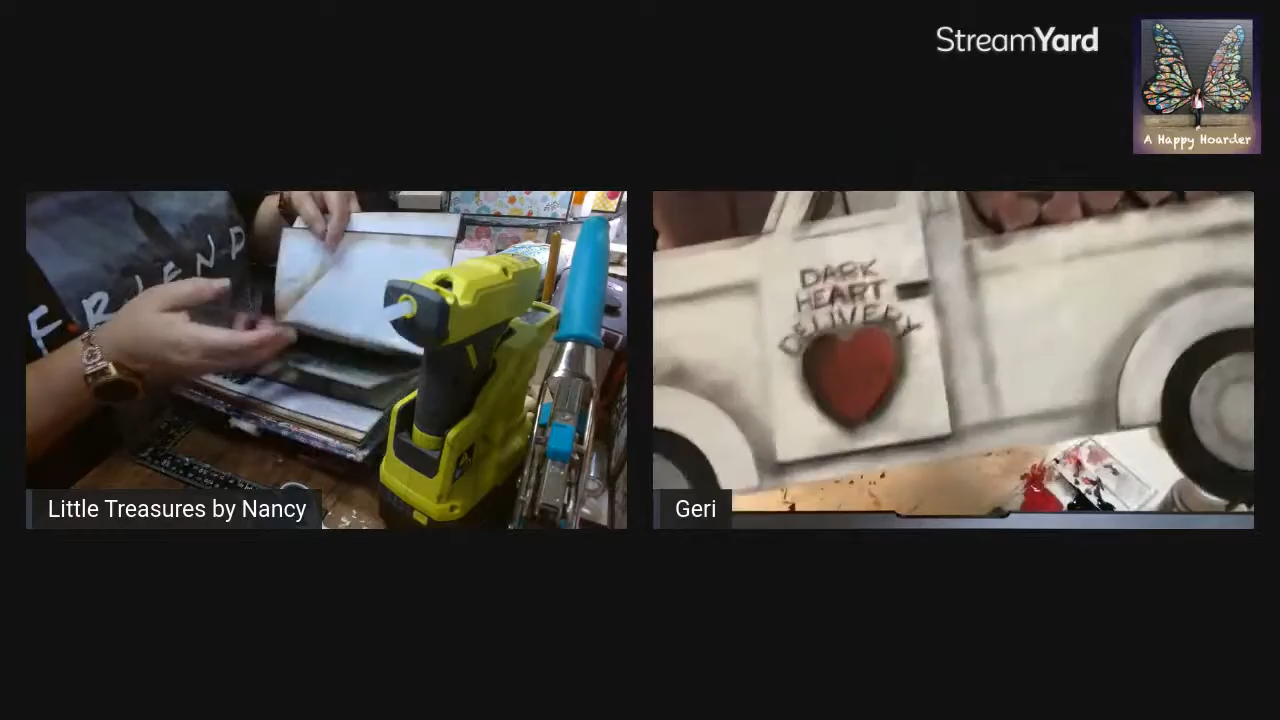 StreamYard
A Happy Hoarder
FRIEND
DARK
HEART
DELIVERY
Little Treasures by Nancy
Geri